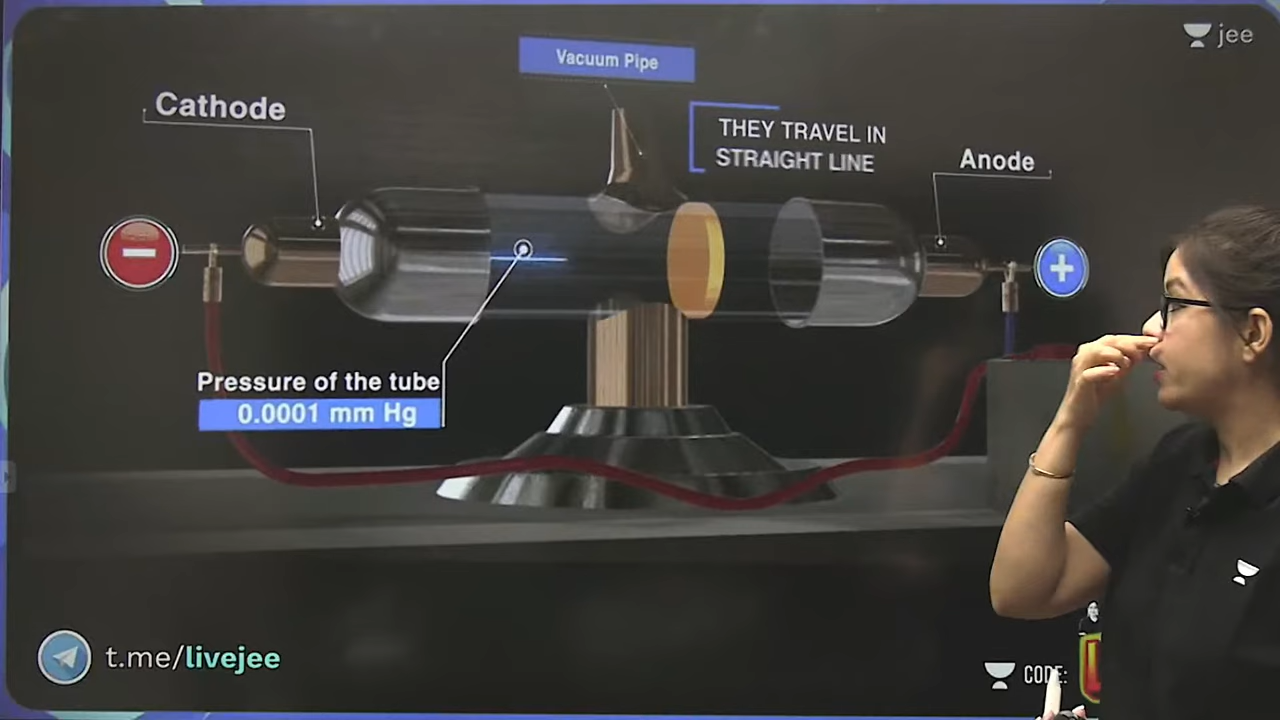 jee
Vacuum Pipe
Cathode
THEY TRAVEL IN
STRAIGHT LINE
Anode
Pressure of the tube
0.0001 mm Hg
t.me/livejee
CODE: